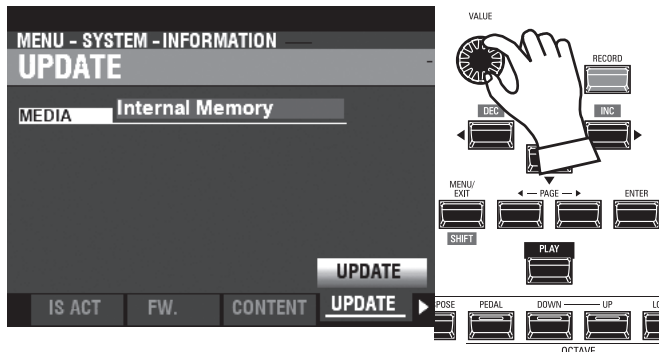 MENU - SYSTEM - INFORMATION
UPDATE
MEDIA Internal Memory
UPDATE
IS ACT FW. CONTENT UPDATE
VALUE
RECORD
DEC INC
MENU/
EXIT
PAGE
ENTER
SHIFT
PLAY
POSE PEDAL DOWN UP LO
OCTAVE